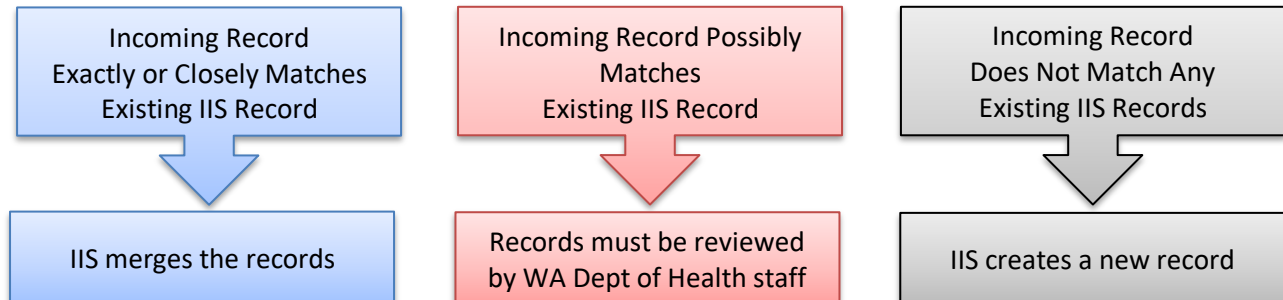 Incoming Record
Exactly or Closely Matches
Existing IIS Record
IIS merges the records
Incoming Record Possibly
Matches
Existing IIS Record
Records must be reviewed
by WA Dept of Health staff
Incoming Record
Does Not Match Any
Existing IIS Records
IIS creates a new record